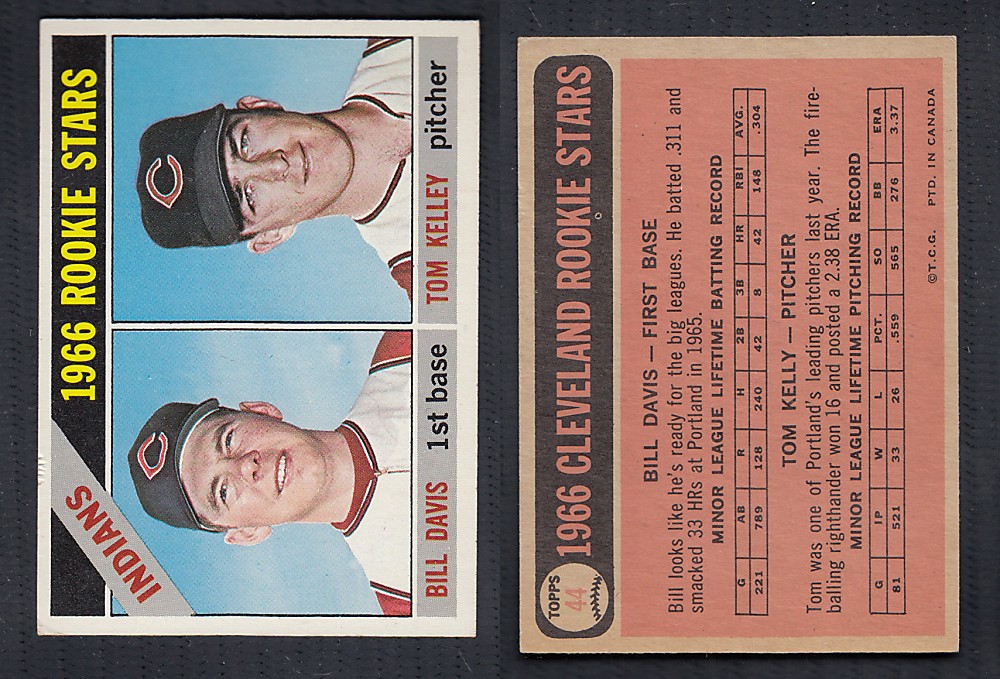 1966 ROOKIE STARS
INDIANS
C
C
BILL DAVIS 1st base
TOM KELLEY pitcher
TOPPS
44
1966 CLEVELAND ROOKIE STARS
BILL DAVIS — FIRST BASE
Bill looks like he's ready for the big leagues. He batted .311 and
smacked 33 HRs at Portland in 1965.
MINOR LEAGUE LIFETIME BATTING RECORD
G AB R H 2B 3B HR RBI AVG.
221 789 128 240 42 8 42 148 .304
TOM KELLY — PITCHER
Tom was one of Portland's leading pitchers last year. The fire-
balling righthander won 16 and posted a 2.38 ERA.
MINOR LEAGUE LIFETIME PITCHING RECORD
G IP W L PCT. SO BB ERA
81 521 33 26 .559 565 276 3.37
©T.C.G. PTD. IN CANADA